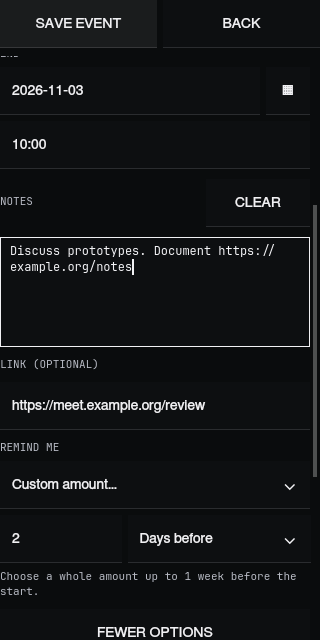 SAVE EVENT
BACK
2026-11-03
10:00
NOTES
CLEAR
Discuss prototypes. Document https://
example.org/notes
LINK (OPTIONAL)
https://meet.example.org/review
REMIND ME
Custom amount...
2
Days before
Choose a whole amount up to 1 week before the
start.
FEWER OPTIONS